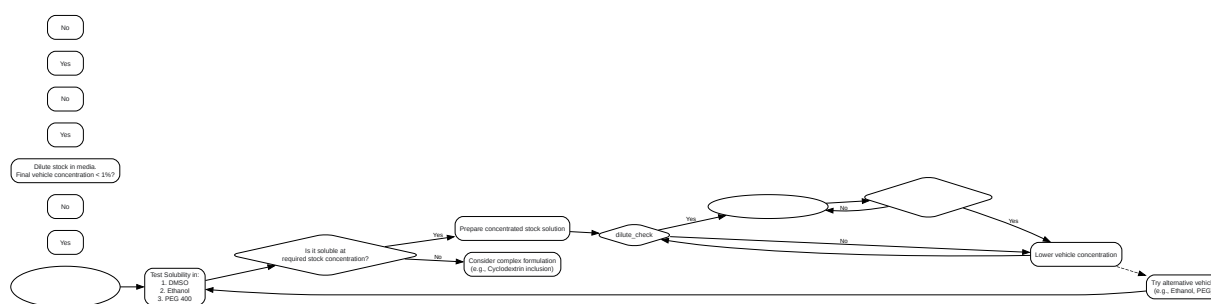 No
Yes
No
Yes
Dilute stock in media.
Final vehicle concentration < 1%?
No
Yes
Test Solubility in:
1. DMSO
2. Ethanol
3. PEG 400
Is it soluble at
required stock concentration?
Yes
No
Prepare concentrated stock solution
Consider complex formulation
(e.g., Cyclodextrin inclusion)
dilute_check
Yes
No
No
Yes
Lower vehicle concentration
Try alternative
(e.g., Ethanol, PEG